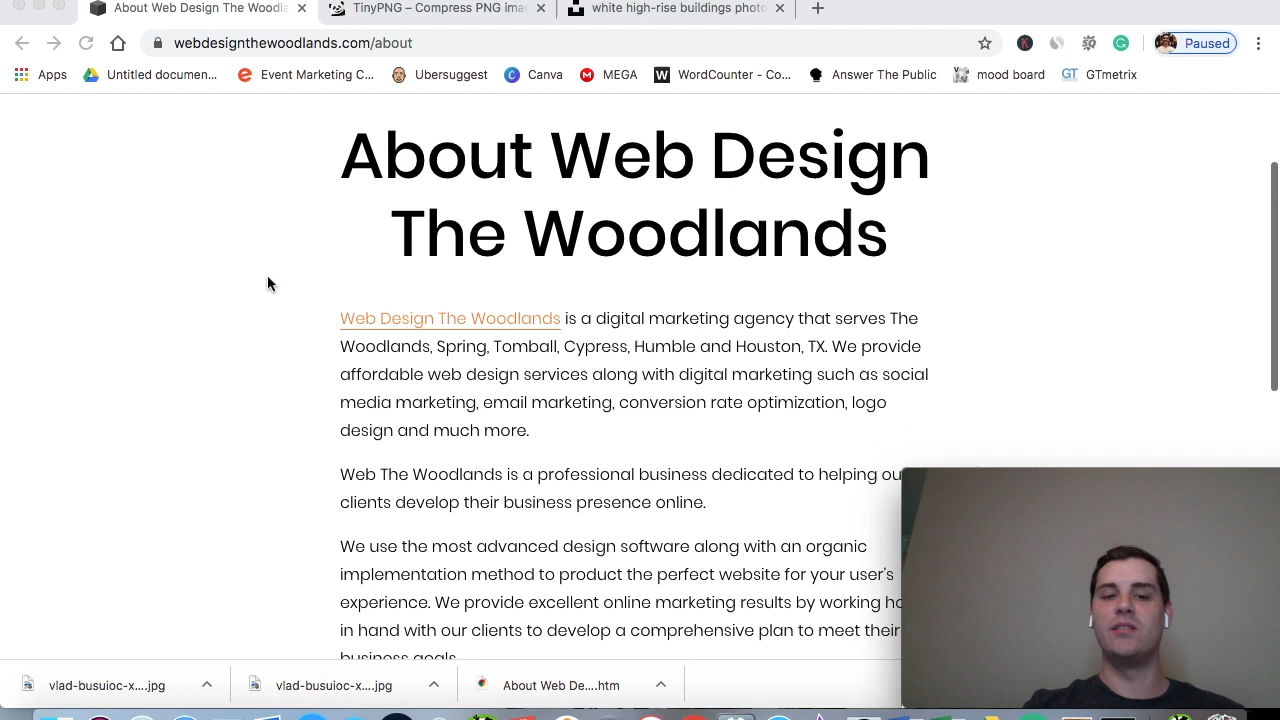 About Web Design The Woodla
TinyPNG – Compress PNG ima
white high-rise buildings photo
webdesignthewoodlands.com/about
Paused
Apps
Untitled documen...
Event Marketing C...
Ubersuggest
Canva
MEGA
WordCounter - Co...
Answer The Public
mood board
GTmetrix
About Web Design
The Woodlands
Web Design The Woodlands is a digital marketing agency that serves The
Woodlands, Spring, Tomball, Cypress, Humble and Houston, TX. We provide
affordable web design services along with digital marketing such as social
media marketing, email marketing, conversion rate optimization, logo
design and much more.
Web The Woodlands is a professional business dedicated to helping ou
clients develop their business presence online.
We use the most advanced design software along with an organic
implementation method to product the perfect website for your user's
experience. We provide excellent online marketing results by working ha
in hand with our clients to develop a comprehensive plan to meet their
business goals
vlad-busuioc-x....jpg
vlad-busuioc-x....jpg
About Web De....htm